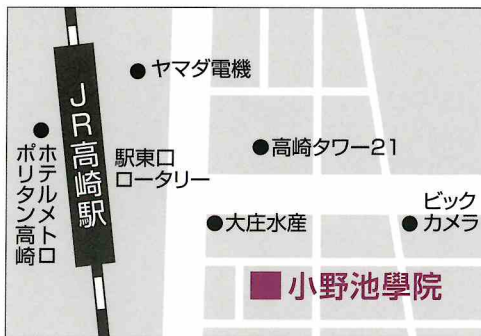 ヤマダ電機
JR高崎駅
ホテルメトロ
ポリタン高崎
駅東口
ロータリー
高崎タワー21
大庄水産
ビック
カメラ
小野池學院